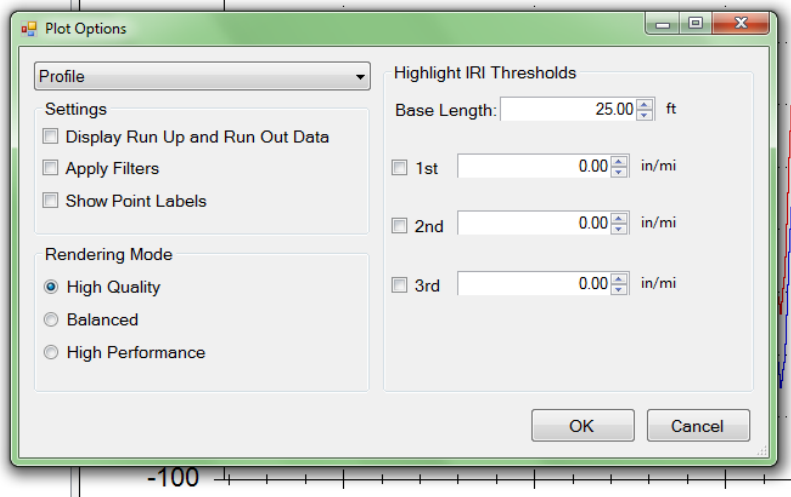 Plot Options
Profile
Settings
Display Run Up and Run Out Data
Apply Filters
Show Point Labels
Rendering Mode
High Quality
Balanced
High Performance
Highlight IRI Thresholds
Base Length: 25.00 ft
1st 0.00 in/mi
2nd 0.00 in/mi
3rd 0.00 in/mi
OK Cancel
-100